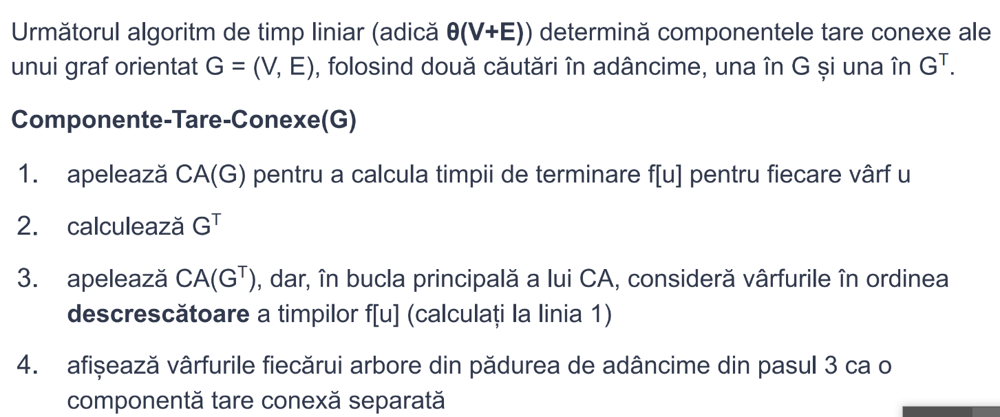 Următorul algoritm de timp liniar (adică θ(V+E)) determină componentele tare conexe ale
unui graf orientat G = (V, E), folosind două căutări în adâncime, una în G și una în Gᵀ.
Componente-Tare-Conexe(G)
1. apelează CA(G) pentru a calcula timpii de terminare f[u] pentru fiecare vârf u
2. calculează Gᵀ
3. apelează CA(Gᵀ), dar, în bucla principală a lui CA, consideră vârfurile în ordinea
descrescătoare a timpilor f[u] (calculați la linia 1)
4. afișează vârfurile fiecărui arbore din pădurea de adâncime din pasul 3 ca o
componentă tare conexă separată